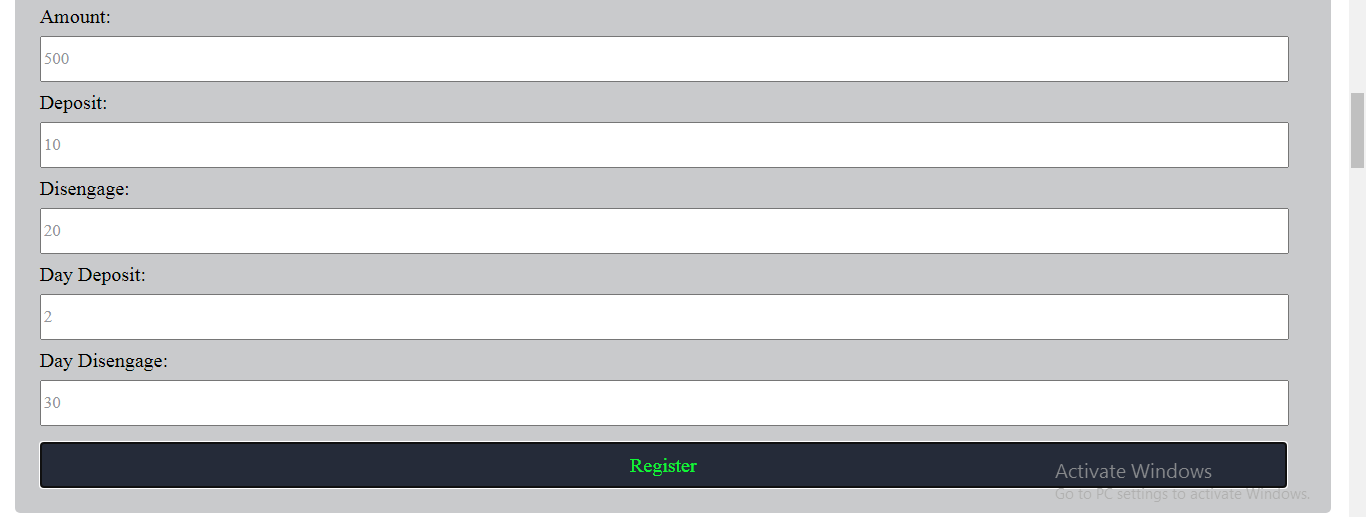 Amount:
500
Deposit:
10
Disengage:
20
Day Deposit:
2
Day Disengage:
30
Register
Activate Windows
Go to PC settings to activate Windows.